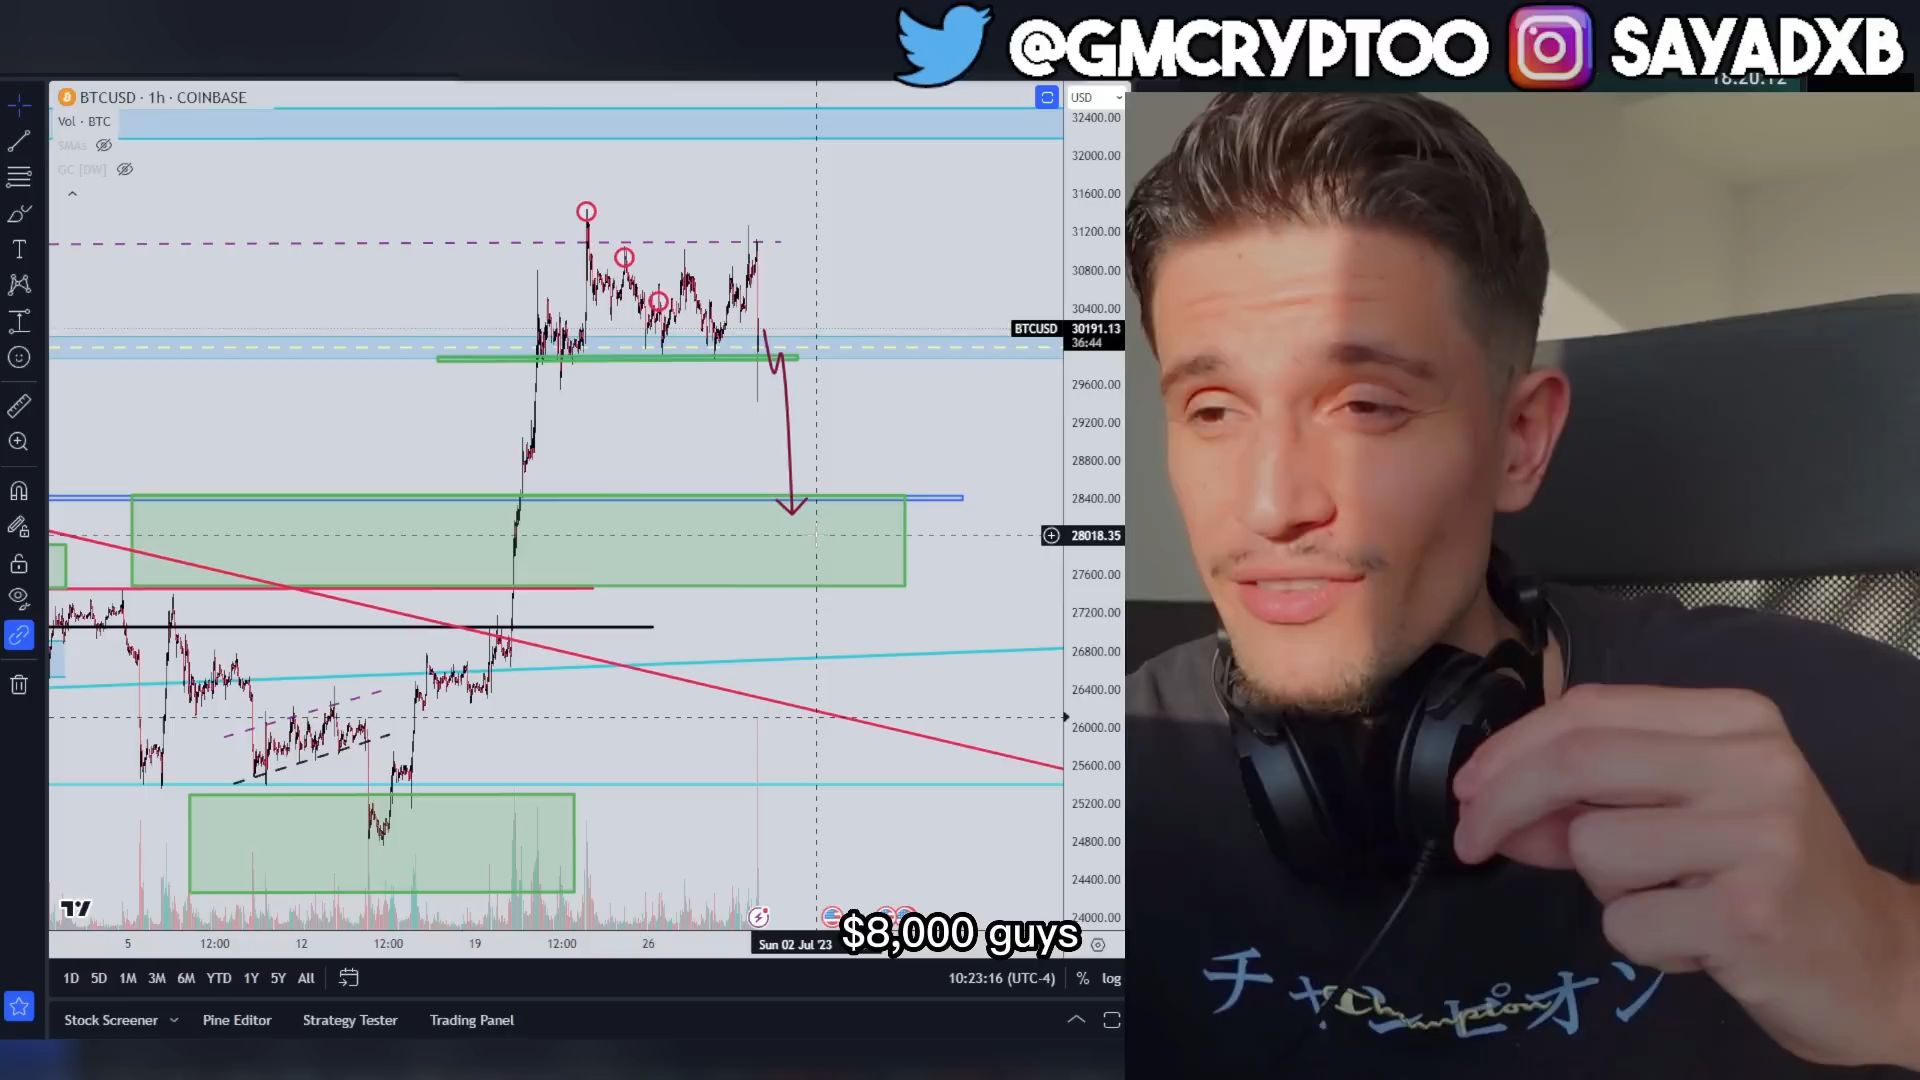 @GMCRYPTOO SAYADXB
BTCUSD · 1h · COINBASE
USD
Vol · BTC
SMAs
GC [DW]
32400.00
32000.00
31600.00
31200.00
30800.00
30400.00
BTCUSD 30191.13
36:44
29600.00
29200.00
28800.00
28400.00
28018.35
27600.00
27200.00
26800.00
26400.00
26000.00
25600.00
25200.00
24800.00
24400.00
24000.00
5 12:00 12 12:00 19 12:00 26 Sun 02 Jul '23
$8,000 guys
1D 5D 1M 3M 6M YTD 1Y 5Y All
10:23:16 (UTC-4) % log
Stock Screener Pine Editor Strategy Tester Trading Panel
チャンピオン
Champion